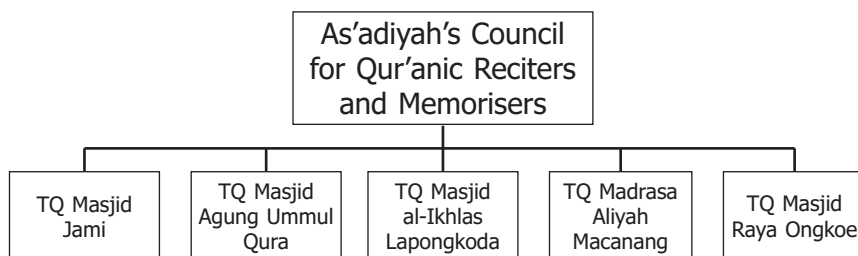 As’adiyah’s Council
for Qur’anic Reciters
and Memorisers
TQ Masjid
Jami
TQ Masjid
Agung Ummul
Qura
TQ Masjid
al-Ikhlas
Lapongkoda
TQ Madrasa
Aliyah
Macanang
TQ Masjid
Raya Ongkoe